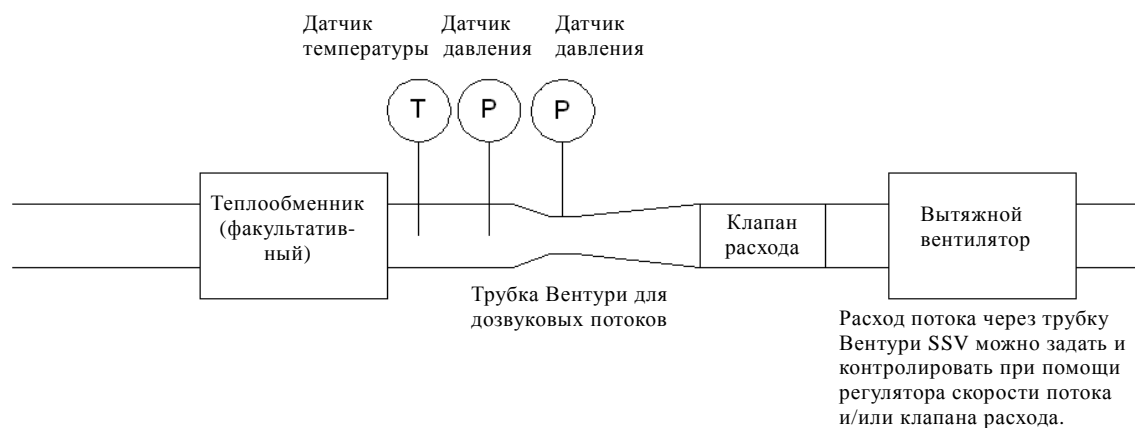 Датчик
температуры
Датчик
давления
Датчик
давления
T
P
P
Теплообменник
(факультатив-
ный)
Клапан
расхода
Вытяжной
вентилятор
Трубка Вентури для
дозвуковых потоков
Расход потока через трубку
Вентури SSV можно задать и
контролировать при помощи
регулятора скорости потока
и/или клапана расхода.